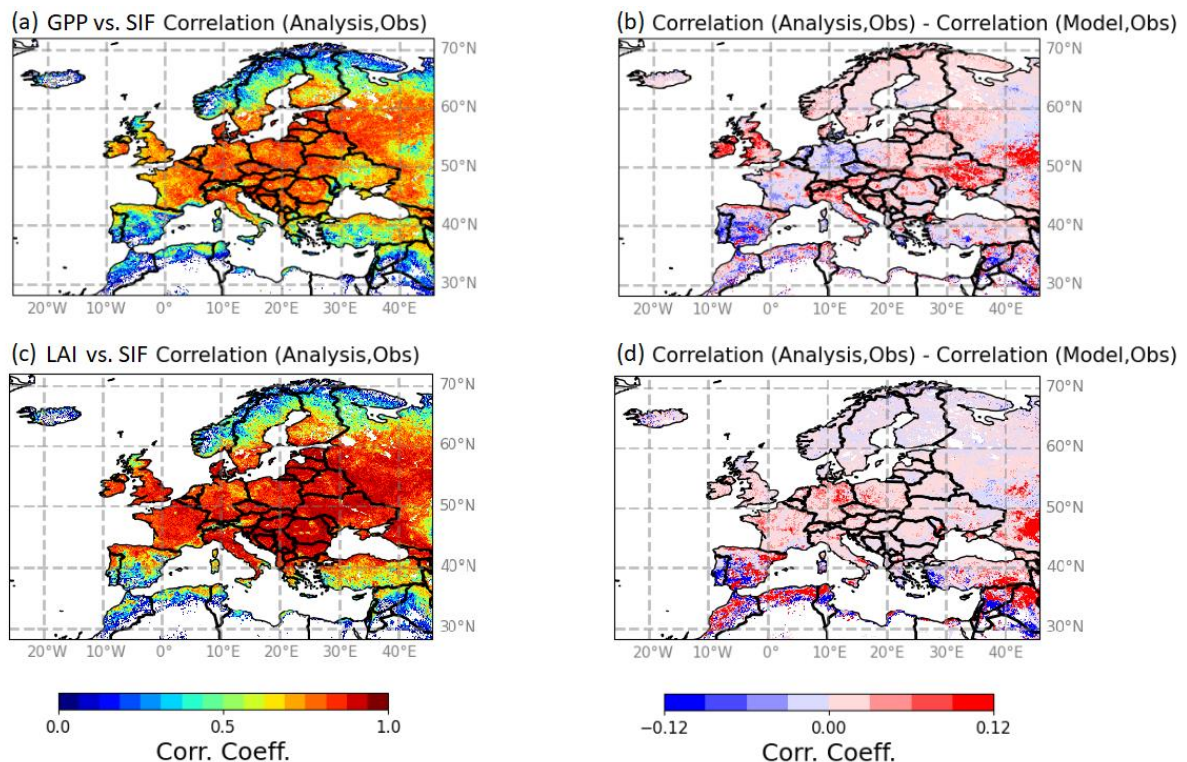 (a) GPP vs. SIF Correlation (Analysis,Obs)
(b) Correlation (Analysis,Obs) - Correlation (Model,Obs)
70°N
60°N
50°N
40°N
30°N
20°W 10°W 0° 10°E 20°E 30°E 40°E
70°N
60°N
50°N
40°N
30°N
20°W 10°W 0° 10°E 20°E 30°E 40°E
(c) LAI vs. SIF Correlation (Analysis,Obs)
(d) Correlation (Analysis,Obs) - Correlation (Model,Obs)
70°N
60°N
50°N
40°N
30°N
20°W 10°W 0° 10°E 20°E 30°E 40°E
70°N
60°N
50°N
40°N
30°N
20°W 10°W 0° 10°E 20°E 30°E 40°E
0.0 0.5 1.0
Corr. Coeff.
−0.12 0.00 0.12
Corr. Coeff.